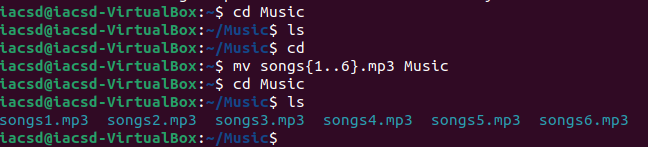 iacsd@iacsd-VirtualBox:~$ cd Music
iacsd@iacsd-VirtualBox:~/Music$ ls
iacsd@iacsd-VirtualBox:~/Music$ cd
iacsd@iacsd-VirtualBox:~$ mv songs{1..6}.mp3 Music
iacsd@iacsd-VirtualBox:~$ cd Music
iacsd@iacsd-VirtualBox:~/Music$ ls
songs1.mp3  songs2.mp3  songs3.mp3  songs4.mp3  songs5.mp3  songs6.mp3
iacsd@iacsd-VirtualBox:~/Music$